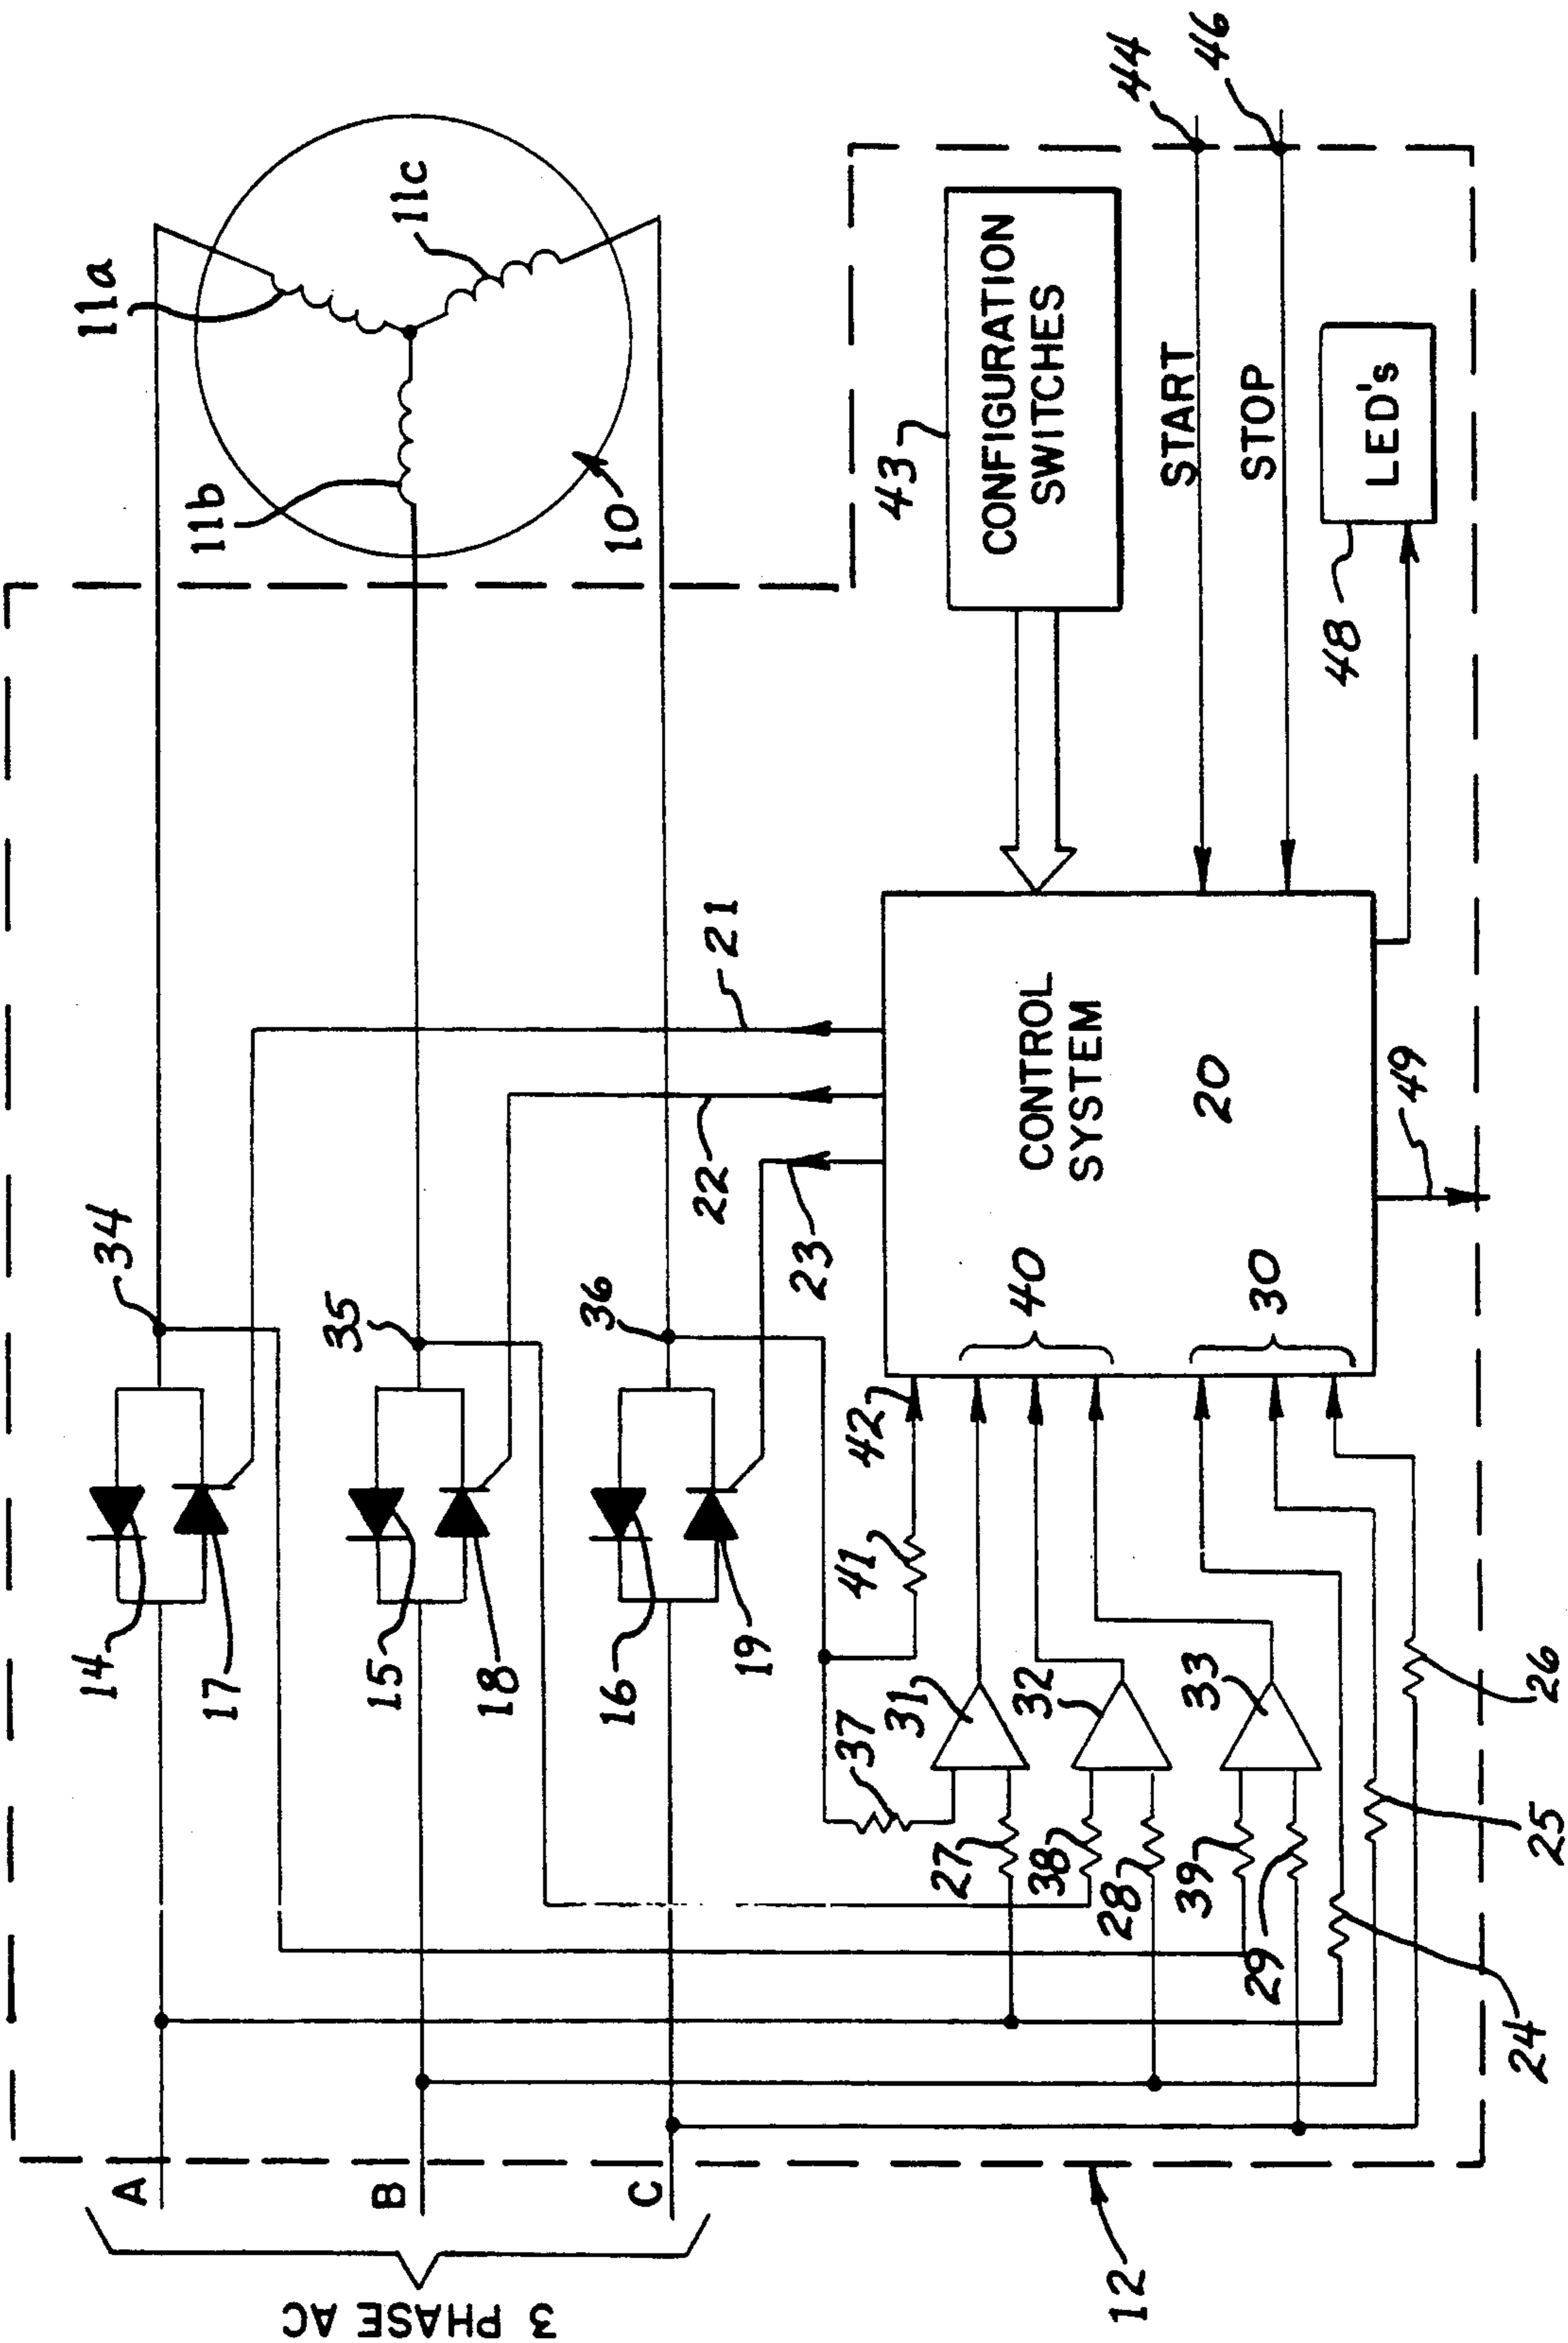 3 PHASE AC
A
B
C
12
14
17
15
18
16
19
34
35
36
21
22
23
11a
11b
11c
10
37
41
42
31
27
38
32
28
39
33
29
24
25
26
40
30
CONTROL
SYSTEM
20
49
43
CONFIGURATION
SWITCHES
START
44
STOP
46
48
LED's